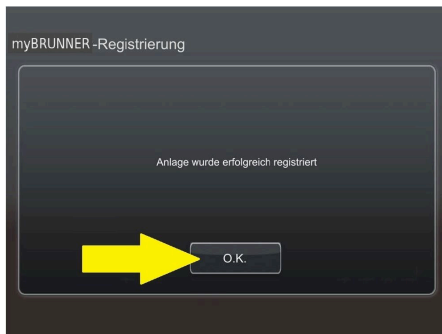 myBRUNNER -Registrierung
Anlage wurde erfolgreich registriert
O.K.